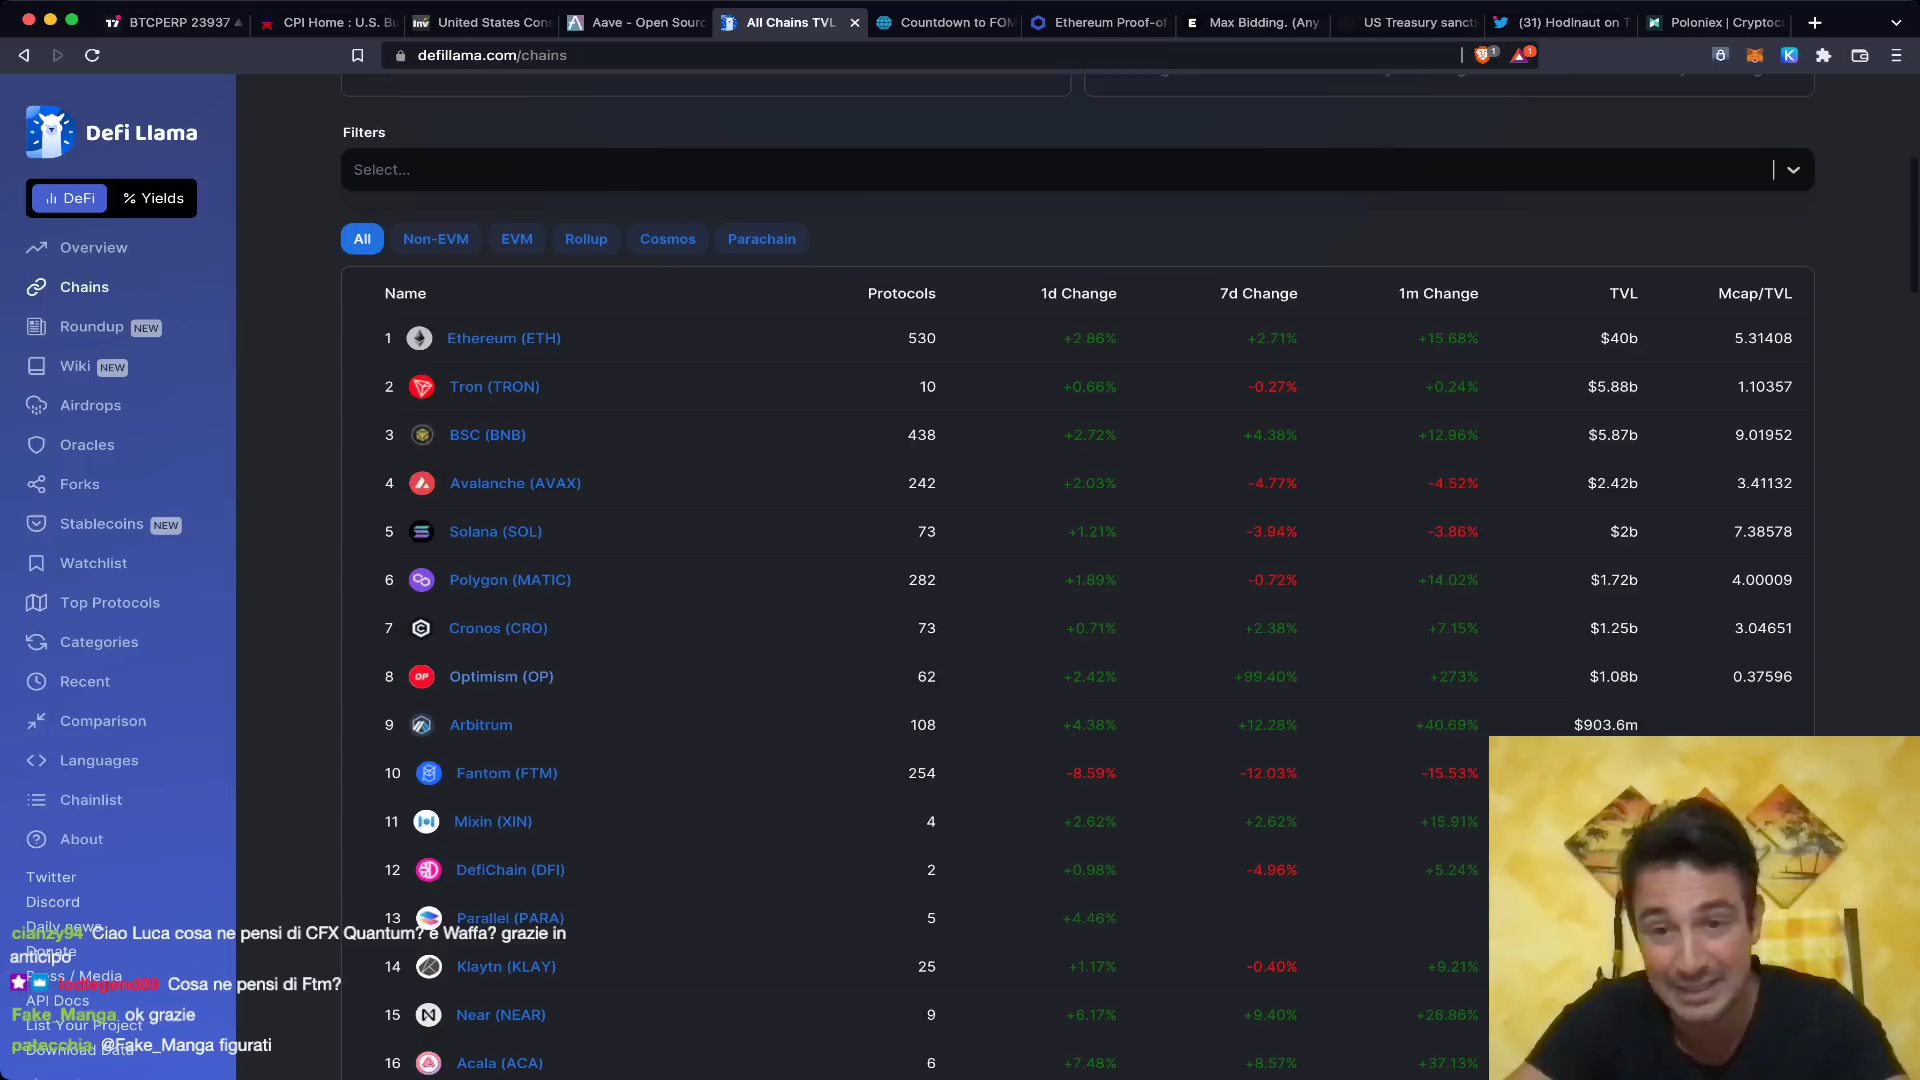 BTCPERP 23937
CPI Home : U.S. Bu
United States Cons
Aave - Open Sourc
All Chains TVL
Countdown to FOM
Ethereum Proof-of
Max Bidding. (Any
US Treasury sancti
(31) Hodlnaut on T
Poloniex | Cryptocu
defillama.com/chains
Defi Llama
DeFi
% Yields
Overview
Chains
Roundup NEW
Wiki NEW
Airdrops
Oracles
Forks
Stablecoins NEW
Watchlist
Top Protocols
Categories
Recent
Comparison
Languages
Chainlist
About
Twitter
Discord
Daily news
Donate
Press / Media
API Docs
List Your Project
Download Data
Filters
Select...
All Non-EVM EVM Rollup Cosmos Parachain
Name Protocols 1d Change 7d Change 1m Change TVL Mcap/TVL
1 Ethereum (ETH) 530 +2.86% +2.71% +15.68% $40b 5.31408
2 Tron (TRON) 10 +0.66% -0.27% +0.24% $5.88b 1.10357
3 BSC (BNB) 438 +2.72% +4.38% +12.96% $5.87b 9.01952
4 Avalanche (AVAX) 242 +2.03% -4.77% -4.52% $2.42b 3.41132
5 Solana (SOL) 73 +1.21% -3.94% -3.86% $2b 7.38578
6 Polygon (MATIC) 282 +1.89% -0.72% +14.02% $1.72b 4.00009
7 Cronos (CRO) 73 +0.71% +2.38% +7.15% $1.25b 3.04651
8 Optimism (OP) 62 +2.42% +99.40% +273% $1.08b 0.37596
9 Arbitrum 108 +4.38% +12.28% +40.69% $903.6m
10 Fantom (FTM) 254 -8.59% -12.03% -15.53%
11 Mixin (XIN) 4 +2.62% +2.62% +15.91%
12 DefiChain (DFI) 2 +0.98% -4.96% +5.24%
13 Parallel (PARA) 5 +4.46%
14 Klaytn (KLAY) 25 +1.17% -0.40% +9.21%
15 Near (NEAR) 9 +6.17% +9.40% +26.86%
16 Acala (ACA) 6 +7.48% +8.57% +37.13%
cianzy94 Ciao Luca cosa ne pensi di CFX Quantum? e Waffa? grazie in
anticipo
Cosa ne pensi di Ftm?
Fake_Manga ok grazie
patecchia @Fake_Manga figurati